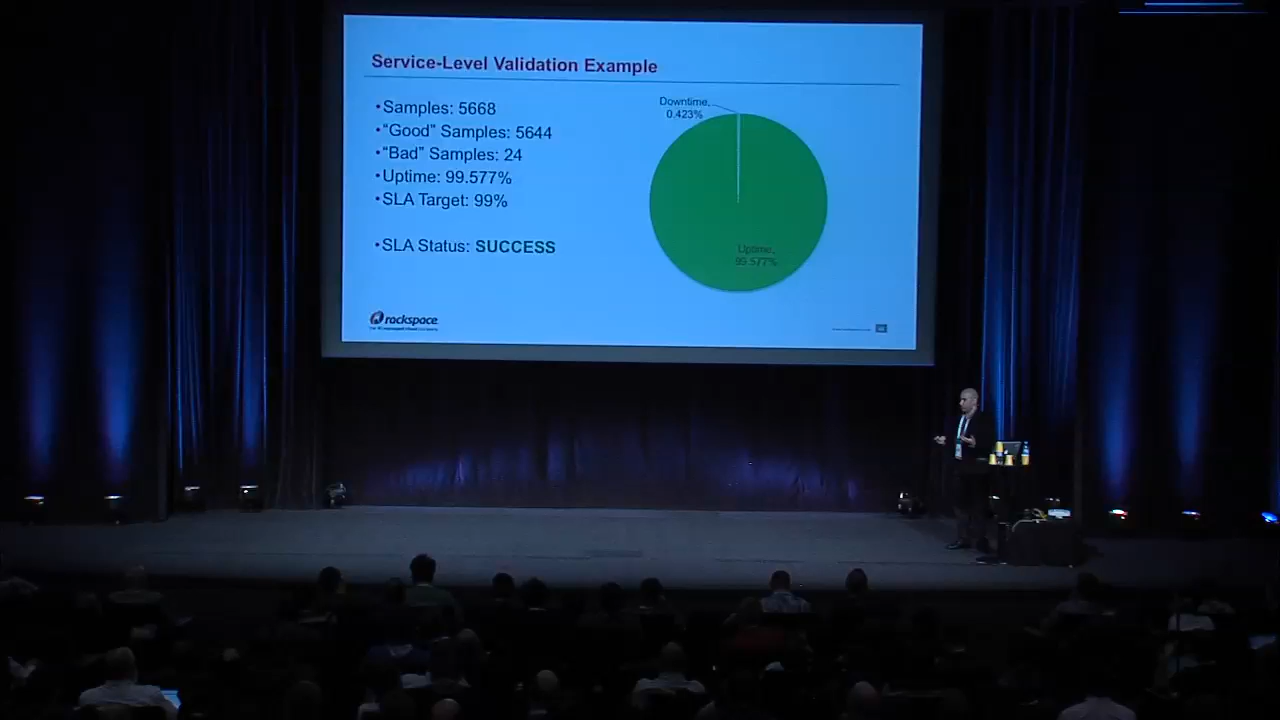 Service-Level Validation Example
•Samples: 5668
•“Good” Samples: 5644
•“Bad” Samples: 24
•Uptime: 99.577%
•SLA Target: 99%
•SLA Status: SUCCESS
Downtime,
0.423%
Uptime,
99.577%
rackspace